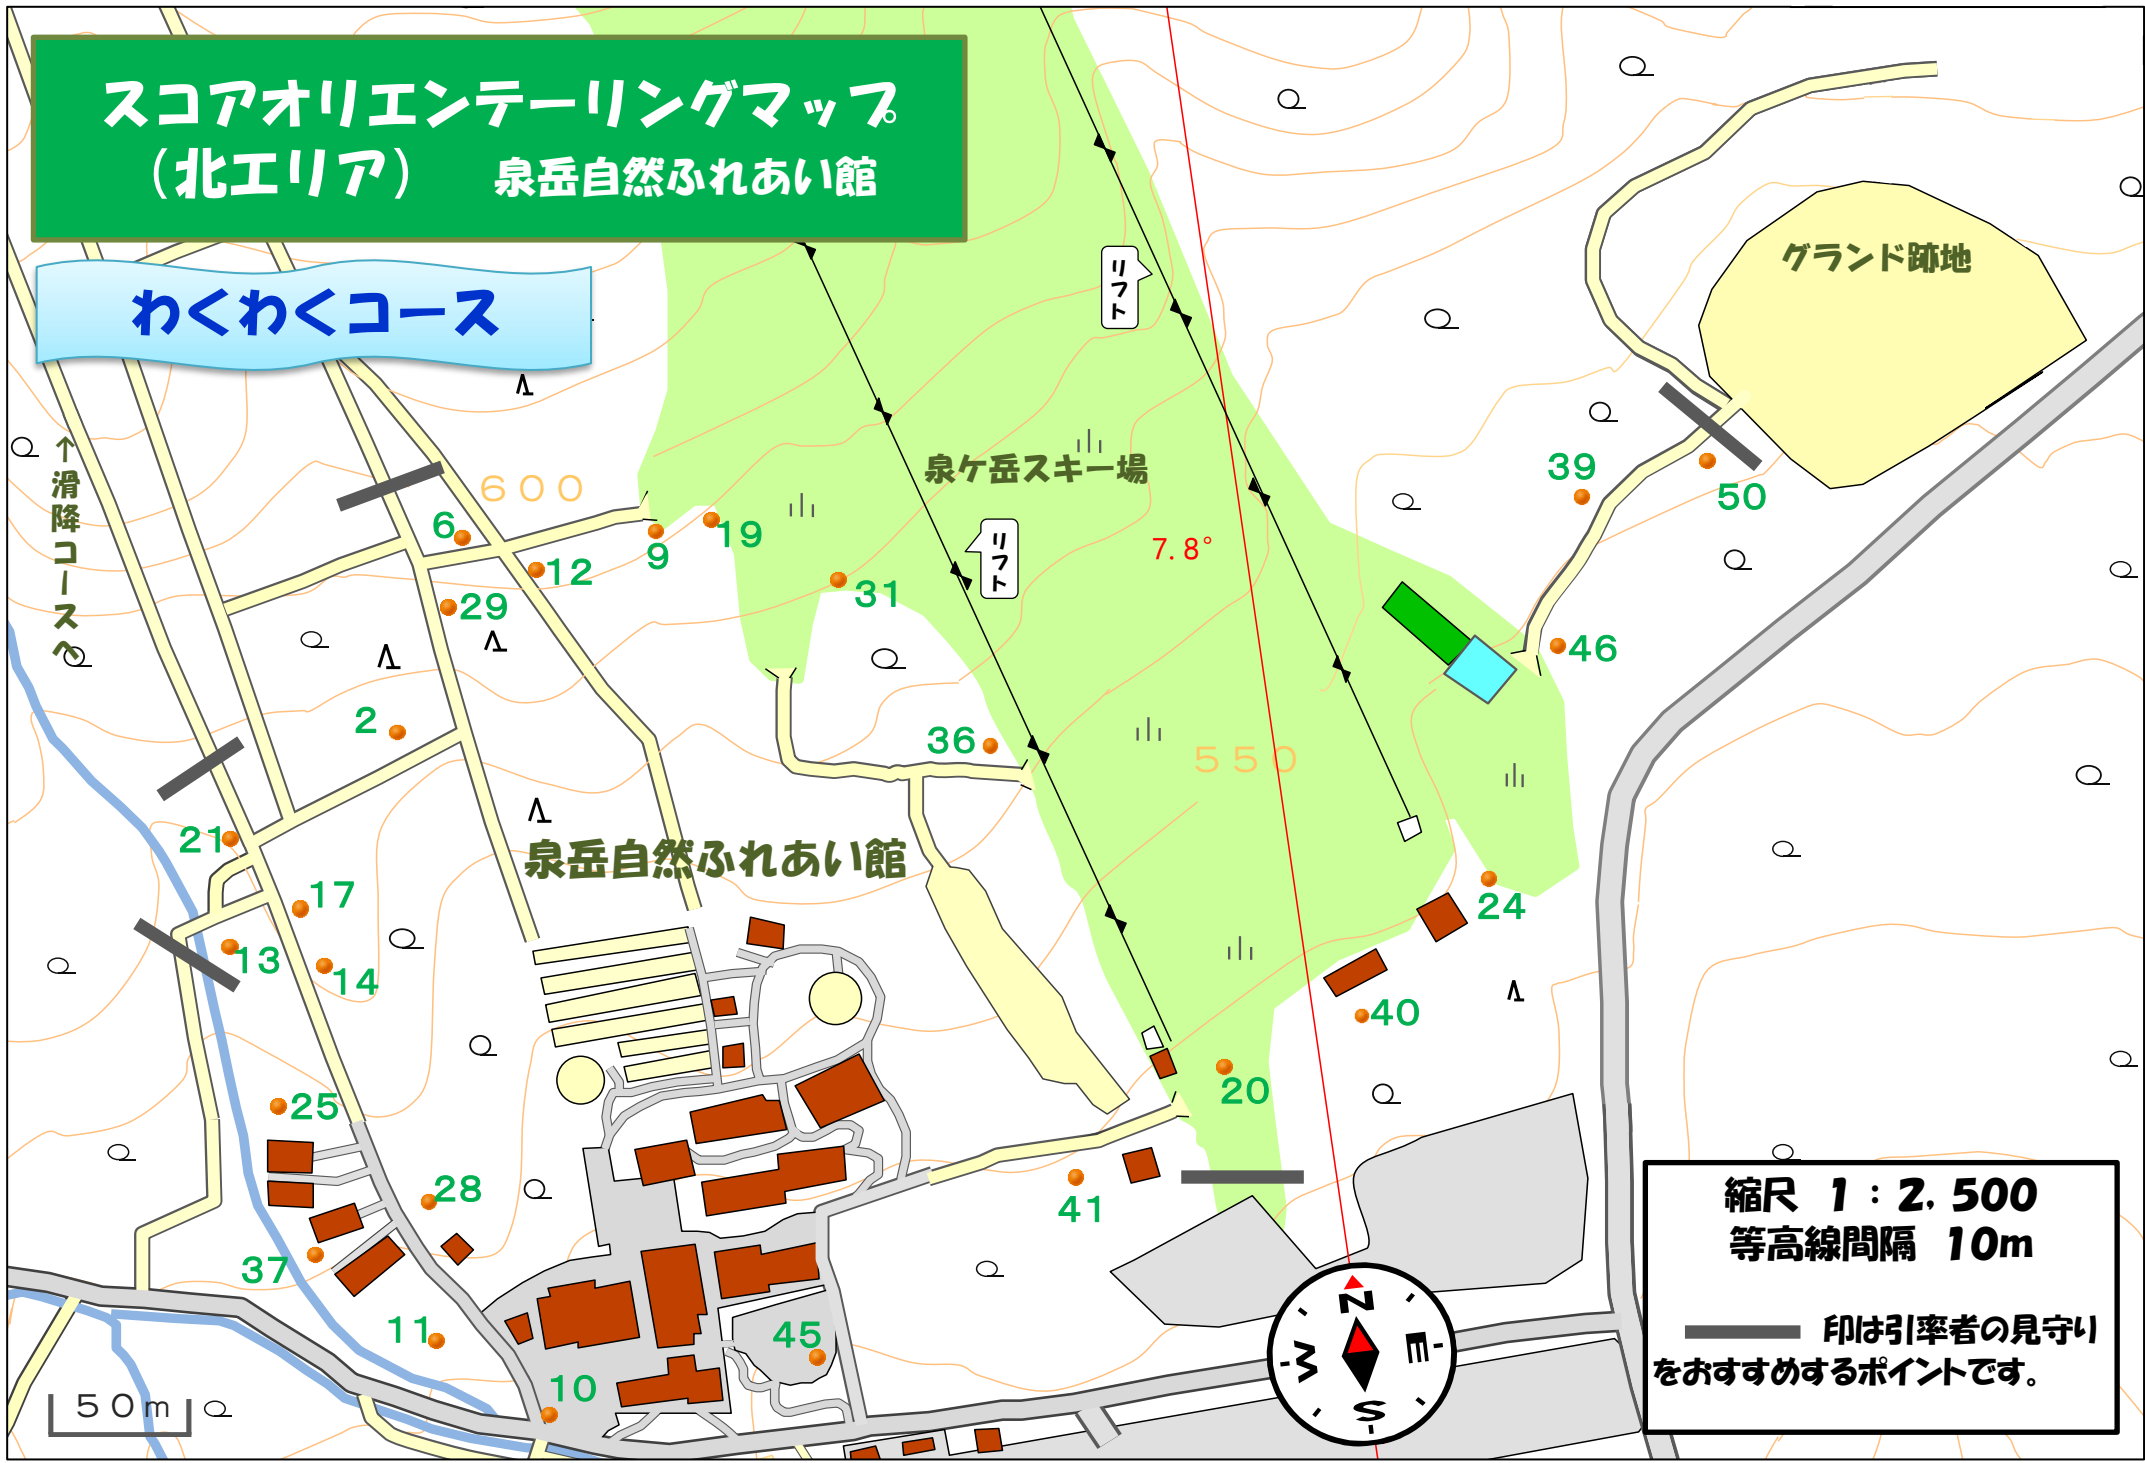 スコアオリエンテーリングマップ
（北エリア） 泉岳自然ふれあい館
わくわくコース
グランド跡地
リフト
↑滑降コースへ
600
泉ケ岳スキー場
リフト
7.8°
39
50
6
12
9
19
31
29
46
2
36
550
21
泉岳自然ふれあい館
17
24
13
14
40
25
20
28
41
37
11
45
10
50m
N
E
S
W
縮尺 1：2,500
等高線間隔 10m
印は引率者の見守り
をおすすめするポイントです。